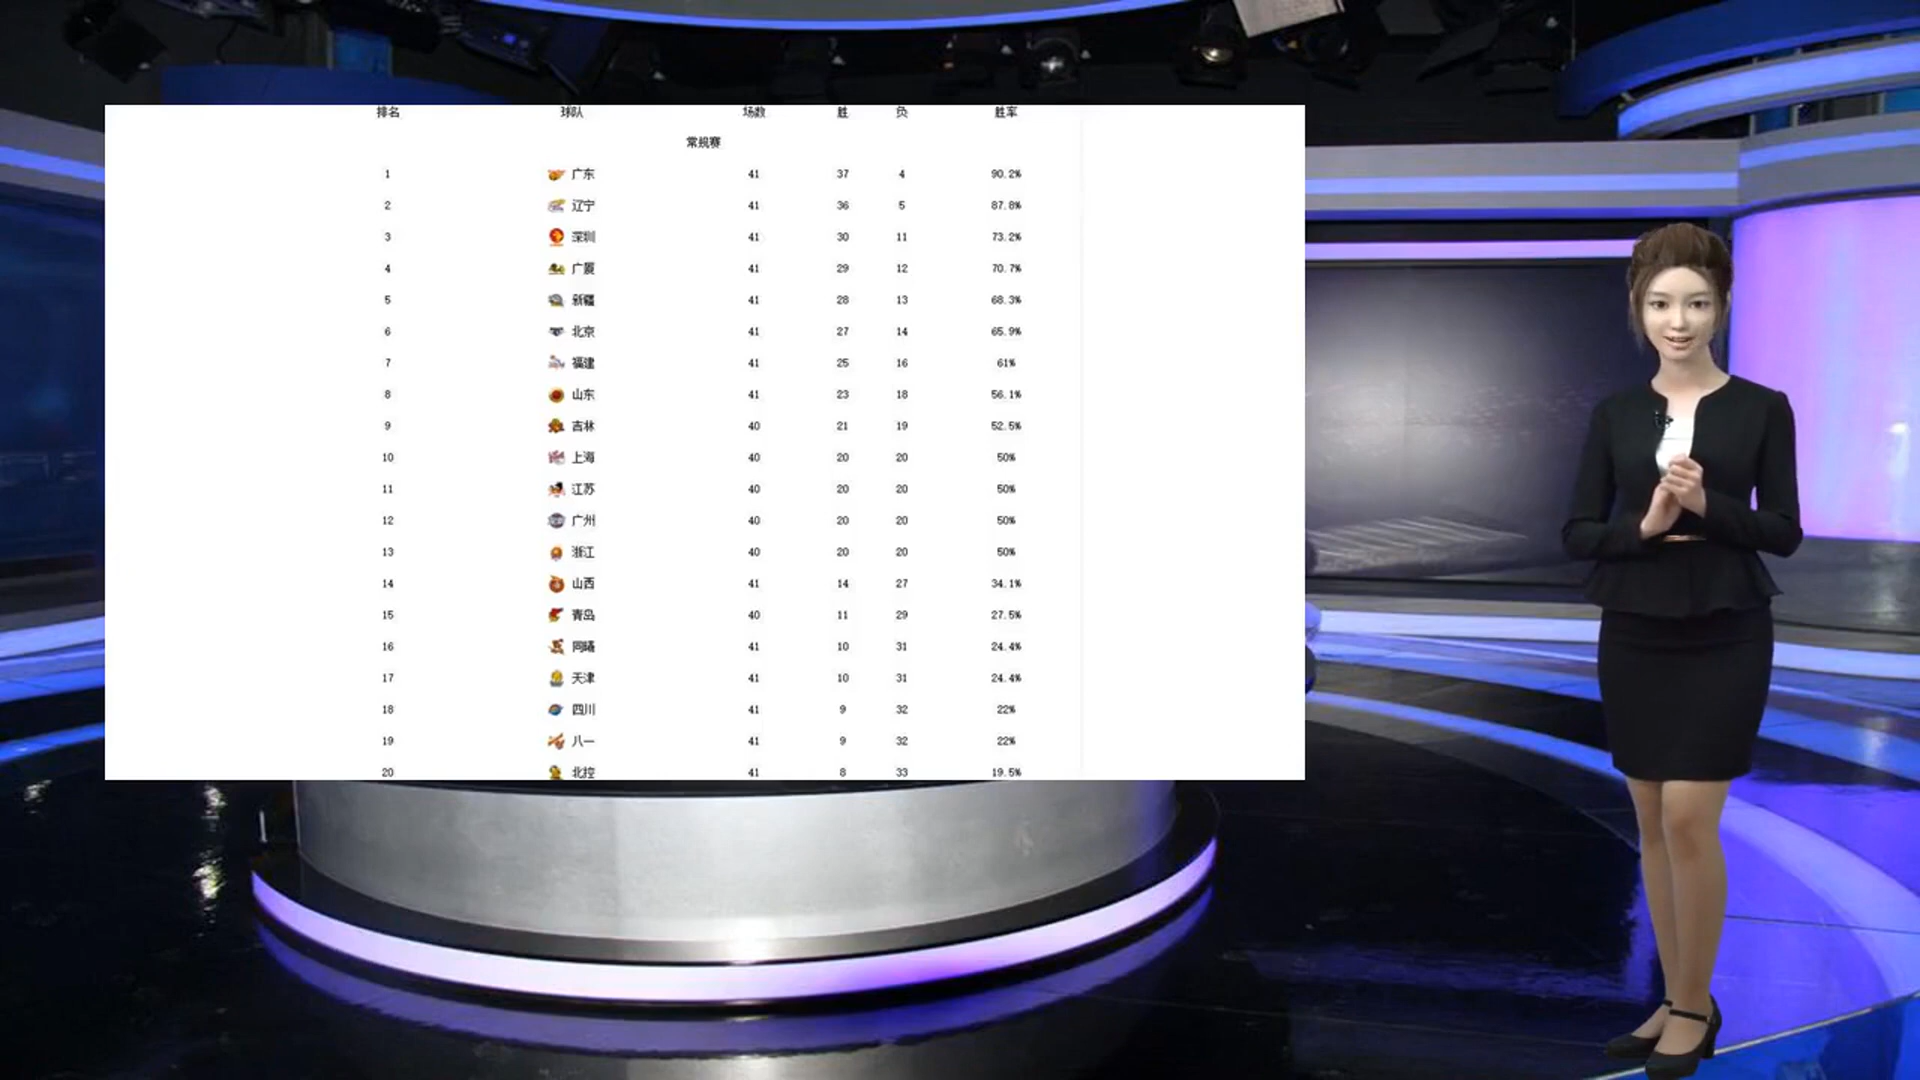 排名 球队 场数 胜 负 胜率
常规赛
1 广东 41 37 4 90.2%
2 辽宁 41 36 5 87.8%
3 深圳 41 30 11 73.2%
4 广厦 41 29 12 70.7%
5 新疆 41 28 13 68.3%
6 北京 41 27 14 65.9%
7 福建 41 25 16 61%
8 山东 41 23 18 56.1%
9 吉林 40 21 19 52.5%
10 上海 40 20 20 50%
11 江苏 40 20 20 50%
12 广州 40 20 20 50%
13 浙江 40 20 20 50%
14 山西 41 14 27 34.1%
15 青岛 40 11 29 27.5%
16 同曦 41 10 31 24.4%
17 天津 41 10 31 24.4%
18 四川 41 9 32 22%
19 八一 41 9 32 22%
20 北控 41 8 33 19.5%